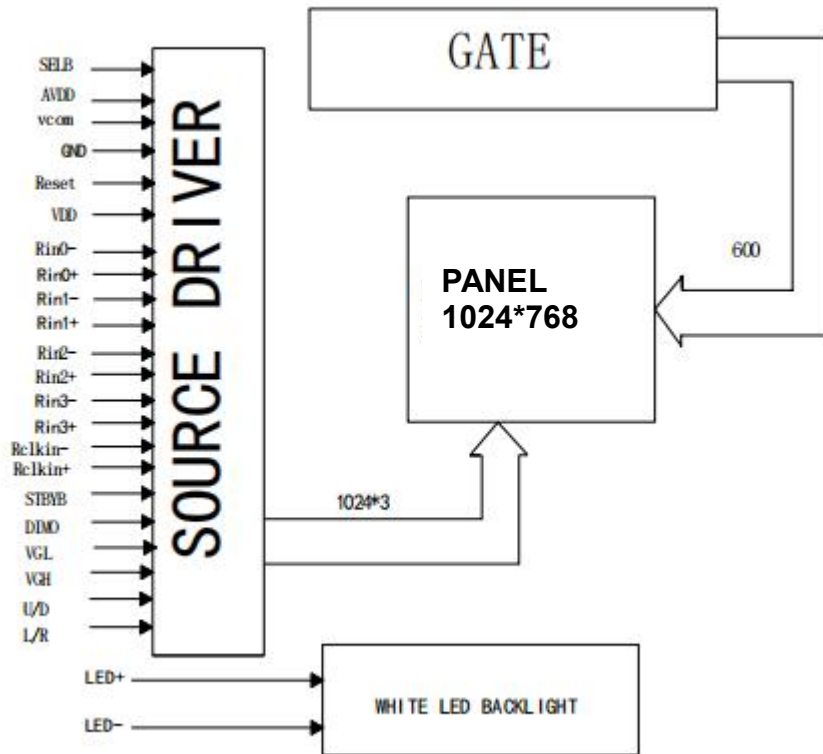 GATE
SELB
AVDD
vcom
GND
Reset
VDD
Rin0-
Rin0+
Rin1-
Rin1+
Rin2-
Rin2+
Rin3-
Rin3+
Rclkin-
Rclkin+
STBYB
DIMO
VGL
VGH
U/D
L/R
SOURCE DRIVER
600
PANEL
1024*768
1024*3
LED+
LED-
WHITE LED BACKLIGHT